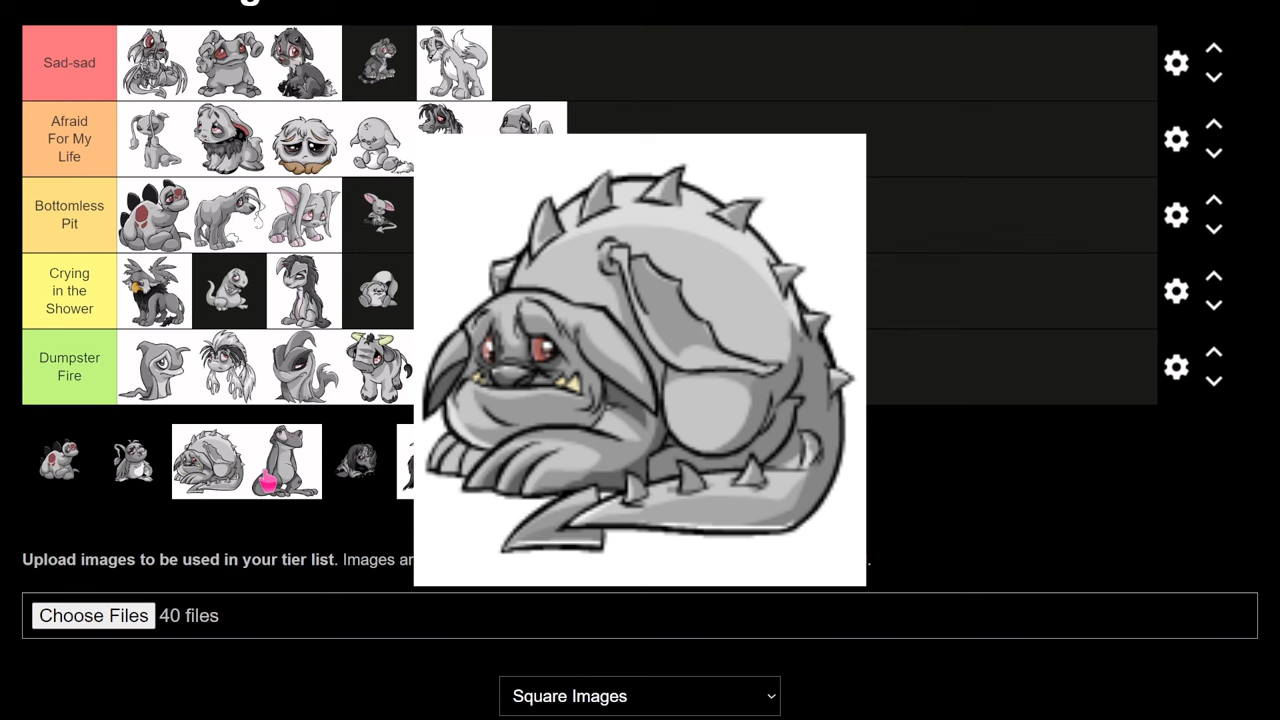 Sad-sad
Afraid
For My
Life
Bottomless
Pit
Crying
in the
Shower
Dumpster
Fire
Upload images to be used in your tier list. Images ar
.
Choose Files 40 files
Square Images